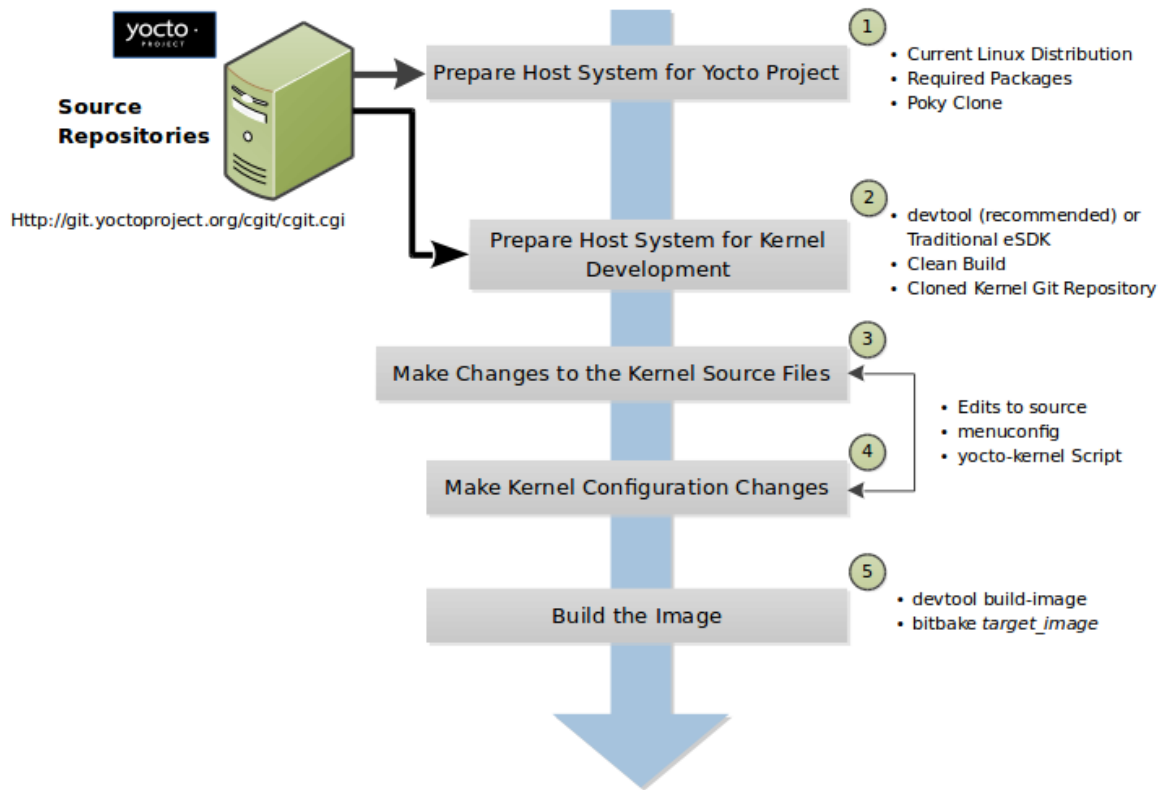 yocto ·
PROJECT
Source
Repositories
Http://git.yoctoproject.org/cgit/cgit.cgi
Prepare Host System for Yocto Project
1
• Current Linux Distribution
• Required Packages
• Poky Clone
Prepare Host System for Kernel
Development
2
• devtool (recommended) or
Traditional eSDK
• Clean Build
• Cloned Kernel Git Repository
Make Changes to the Kernel Source Files
3
• Edits to source
• menuconfig
• yocto-kernel Script
Make Kernel Configuration Changes
4
Build the Image
5
• devtool build-image
• bitbake target_image